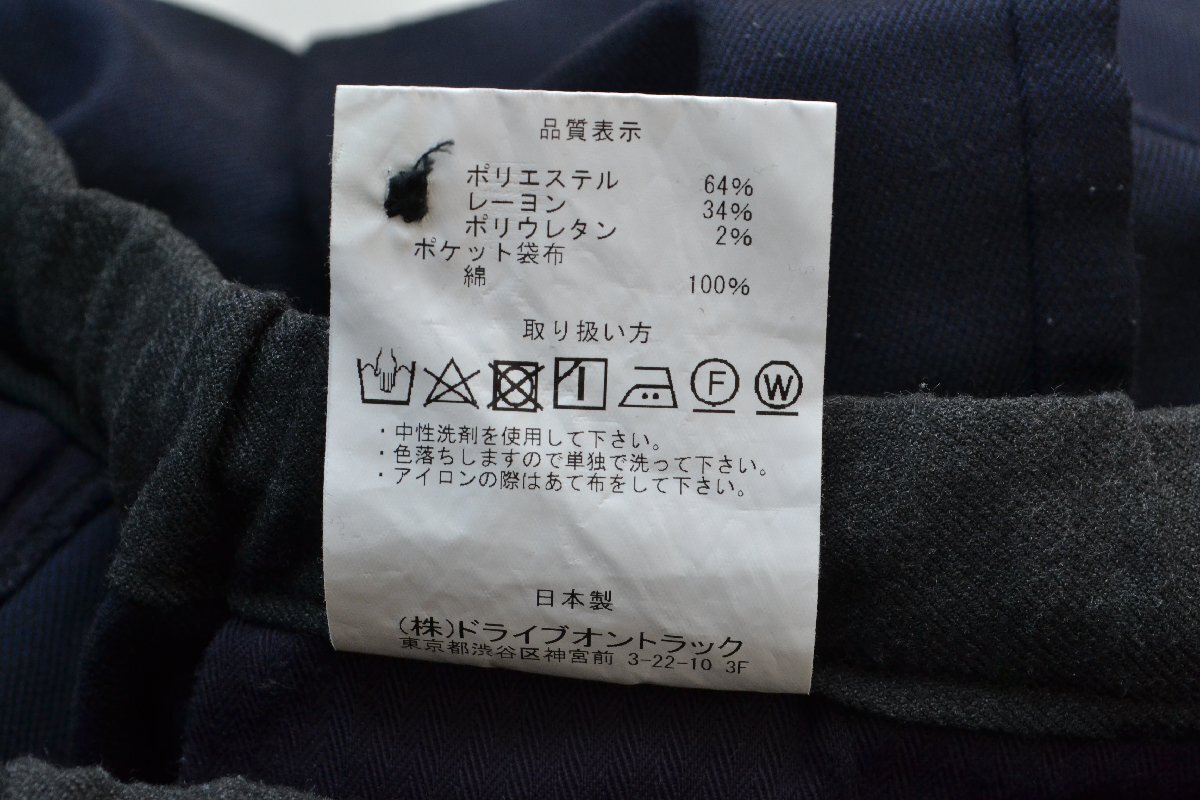 品質表示
ポリエステル 64%
レーヨン 34%
ポリウレタン 2%
ポケット袋布
綿 100%
取り扱い方
F W
・中性洗剤を使用して下さい。
・色落ちしますので単独で洗って下さい。
・アイロンの際はあて布をして下さい。
日本製
(株)ドライブオントラック
東京都渋谷区神宮前 3-22-10 3F